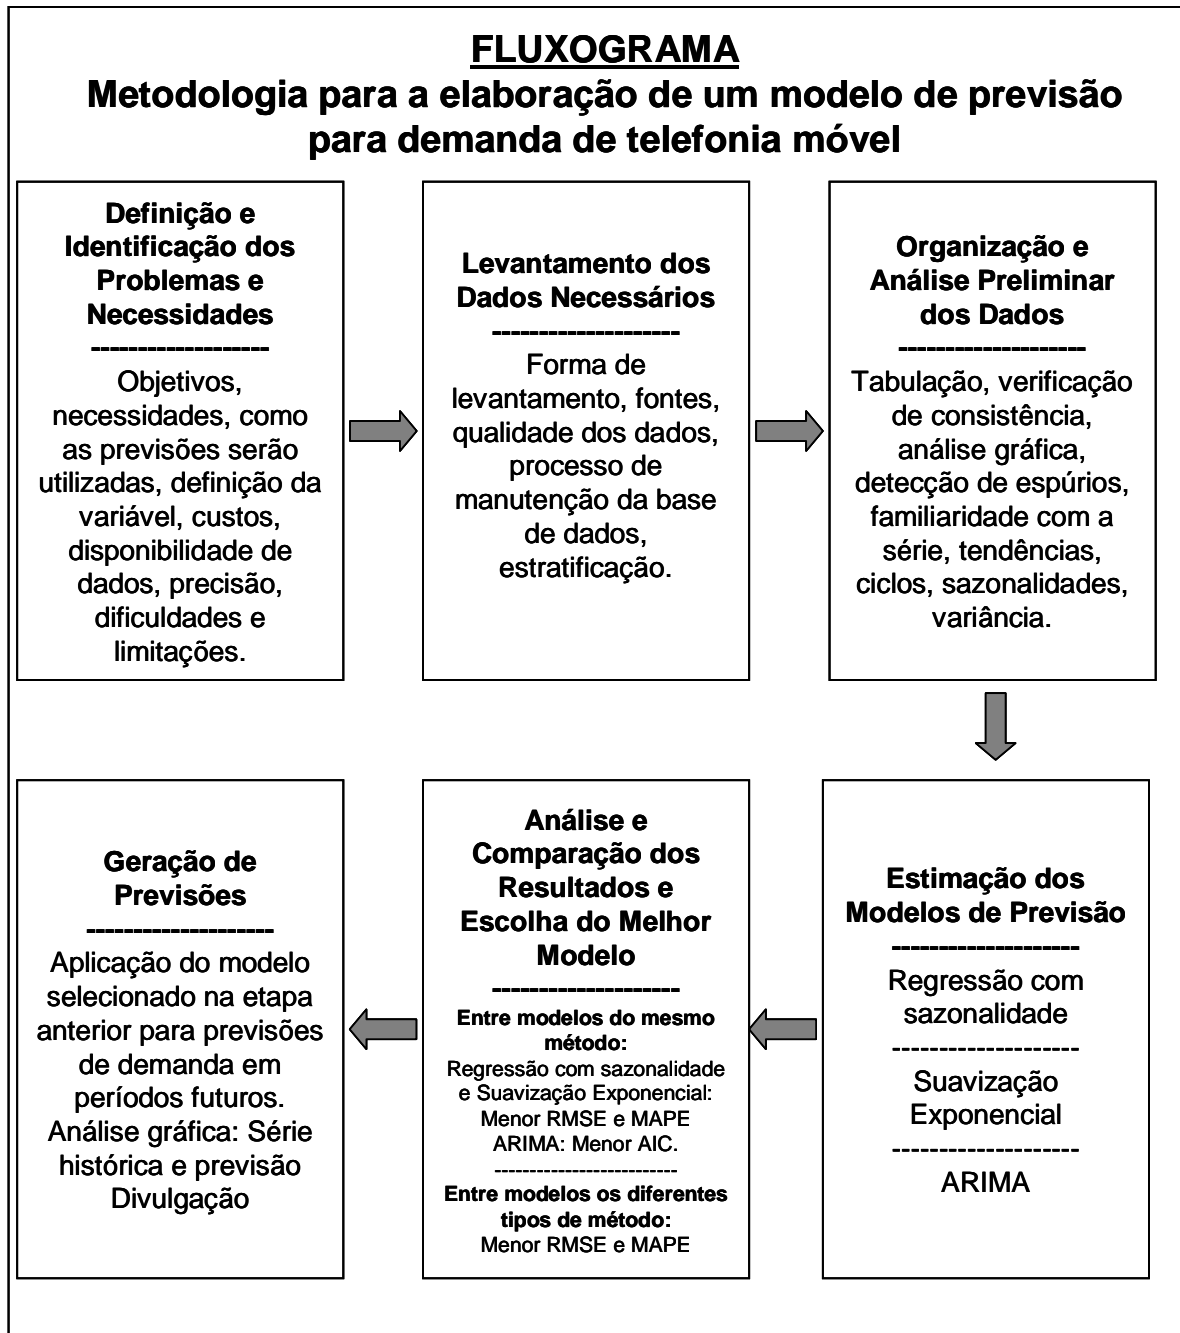 FLUXOGRAMA
Metodologia para a elaboração de um modelo de previsão
para demanda de telefonia móvel
Definição e
Identificação dos
Problemas e
Necessidades
-------------------
Objetivos,
necessidades, como
as previsões serão
utilizadas, definição da
variável, custos,
disponibilidade de
dados, precisão,
dificuldades e
limitações.
Levantamento dos
Dados Necessários
--------------------
Forma de
levantamento, fontes,
qualidade dos dados,
processo de
manutenção da base
de dados,
estratificação.
Organização e
Análise Preliminar
dos Dados
--------------------
Tabulação, verificação
de consistência,
análise gráfica,
detecção de espúrios,
familiaridade com a
série, tendências,
ciclos, sazonalidades,
variância.
Estimação dos
Modelos de Previsão
--------------------
Regressão com
sazonalidade
--------------------
Suavização
Exponencial
--------------------
ARIMA
Análise e
Comparação dos
Resultados e
Escolha do Melhor
Modelo
--------------------
Entre modelos do mesmo
método:
Regressão com sazonalidade
e Suavização Exponencial:
Menor RMSE e MAPE
ARIMA: Menor AIC.
--------------------------
Entre modelos os diferentes
tipos de método:
Menor RMSE e MAPE
Geração de
Previsões
--------------------
Aplicação do modelo
selecionado na etapa
anterior para previsões
de demanda em
períodos futuros.
Análise gráfica: Série
histórica e previsão
Divulgação